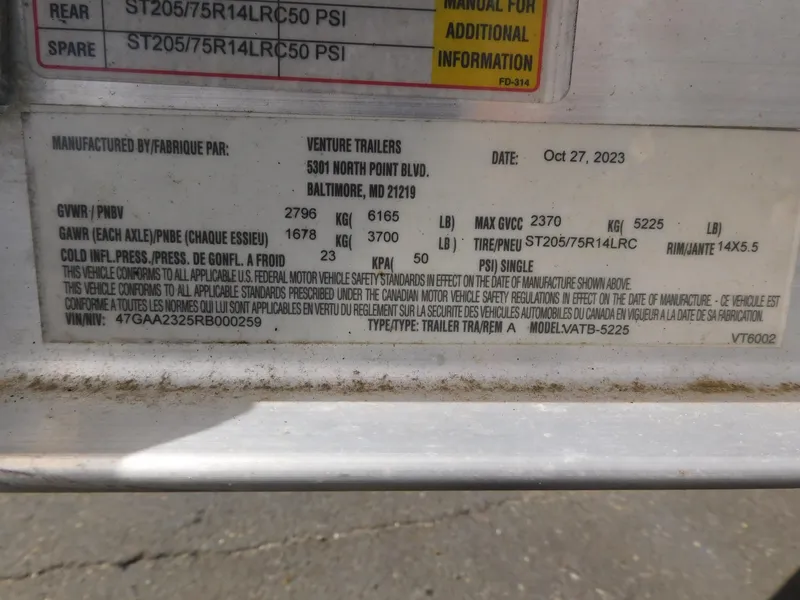 REAR ST205/75R14LRC 50 PSI
SPARE ST205/75R14LRC 50 PSI
MANUAL FOR
ADDITIONAL
INFORMATION
FD-314
MANUFACTURED BY/FABRIQUE PAR: VENTURE TRAILERS DATE: Oct 27, 2023
5301 NORTH POINT BLVD.
BALTIMORE, MD 21219
GVWR / PNBV 2796 KG( 6165 LB) MAX GVCC 2370 KG( 5225 LB)
GAWR (EACH AXLE)/PNBE (CHAQUE ESSIEU) 1678 KG( 3700 LB ) TIRE/PNEU ST205/75R14LRC RIM/JANTE 14X5.5
COLD INFL.PRESS./PRESS. DE GONFL. A FROID 23 KPA( 50 PSI) SINGLE
THIS VEHICLE CONFORMS TO ALL APPLICABLE U.S. FEDERAL MOTOR VEHICLE SAFETY STANDARDS IN EFFECT ON THE DATE OF MANUFACTURE SHOWN ABOVE.
THIS VEHICLE CONFORMS TO ALL APPLICABLE STANDARDS PRESCRIBED UNDER THE CANADIAN MOTOR VEHICLE SAFETY REGULATIONS IN EFFECT ON THE DATE OF MANUFACTURE. - CE VEHICULE EST
CONFORME A TOUTES LES NORMES QUI LUI SONT APPLICABLES EN VERTU DU REGLEMENT SUR LA SECURITE DES VEHICULES AUTOMOBILES DU CANADA EN VIGUEUR A LA DATE DE SA FABRICATION.
VIN/NIV: 47GAA2325RB000259 TYPE/TYPE: TRAILER TRA/REM A MODEL: VATB-5225
VT6002